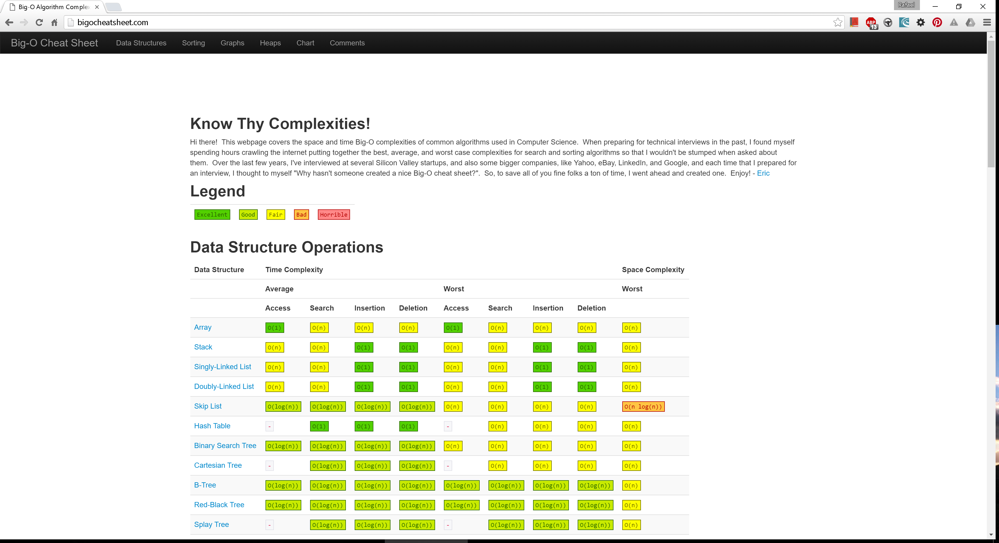 Big-O Algorithm Complex
Rafael
bigocheatsheet.com
ABP
13
Big-O Cheat Sheet Data Structures Sorting Graphs Heaps Chart Comments
Know Thy Complexities!
Hi there! This webpage covers the space and time Big-O complexities of common algorithms used in Computer Science. When preparing for technical interviews in the past, I found myself
spending hours crawling the internet putting together the best, average, and worst case complexities for search and sorting algorithms so that I wouldn't be stumped when asked about
them. Over the last few years, I've interviewed at several Silicon Valley startups, and also some bigger companies, like Yahoo, eBay, LinkedIn, and Google, and each time that I prepared for
an interview, I thought to myself "Why hasn't someone created a nice Big-O cheat sheet?". So, to save all of you fine folks a ton of time, I went ahead and created one. Enjoy! - Eric
Legend
Excellent Good Fair Bad Horrible
Data Structure Operations
Data Structure Time Complexity Space Complexity
Average Worst Worst
Access Search Insertion Deletion Access Search Insertion Deletion
Array O(1) O(n) O(n) O(n) O(1) O(n) O(n) O(n) O(n)
Stack O(n) O(n) O(1) O(1) O(n) O(n) O(1) O(1) O(n)
Singly-Linked List O(n) O(n) O(1) O(1) O(n) O(n) O(1) O(1) O(n)
Doubly-Linked List O(n) O(n) O(1) O(1) O(n) O(n) O(1) O(1) O(n)
Skip List O(log(n)) O(log(n)) O(log(n)) O(log(n)) O(n) O(n) O(n) O(n) O(n log(n))
Hash Table - O(1) O(1) O(1) - O(n) O(n) O(n) O(n)
Binary Search Tree O(log(n)) O(log(n)) O(log(n)) O(log(n)) O(n) O(n) O(n) O(n) O(n)
Cartesian Tree - O(log(n)) O(log(n)) O(log(n)) - O(n) O(n) O(n) O(n)
B-Tree O(log(n)) O(log(n)) O(log(n)) O(log(n)) O(log(n)) O(log(n)) O(log(n)) O(log(n)) O(n)
Red-Black Tree O(log(n)) O(log(n)) O(log(n)) O(log(n)) O(log(n)) O(log(n)) O(log(n)) O(log(n)) O(n)
Splay Tree - O(log(n)) O(log(n)) O(log(n)) - O(log(n)) O(log(n)) O(log(n)) O(n)